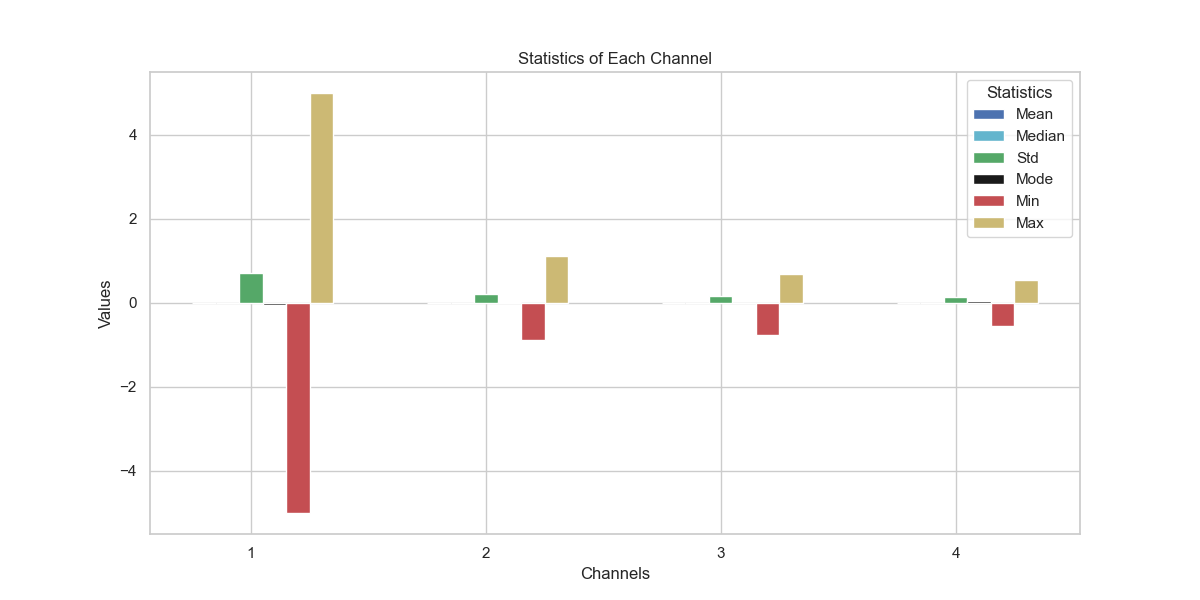 Statistics of Each Channel
Statistics
Mean
Median
Std
Mode
Min
Max
Values
4
2
0
−2
−4
1 2 3 4
Channels